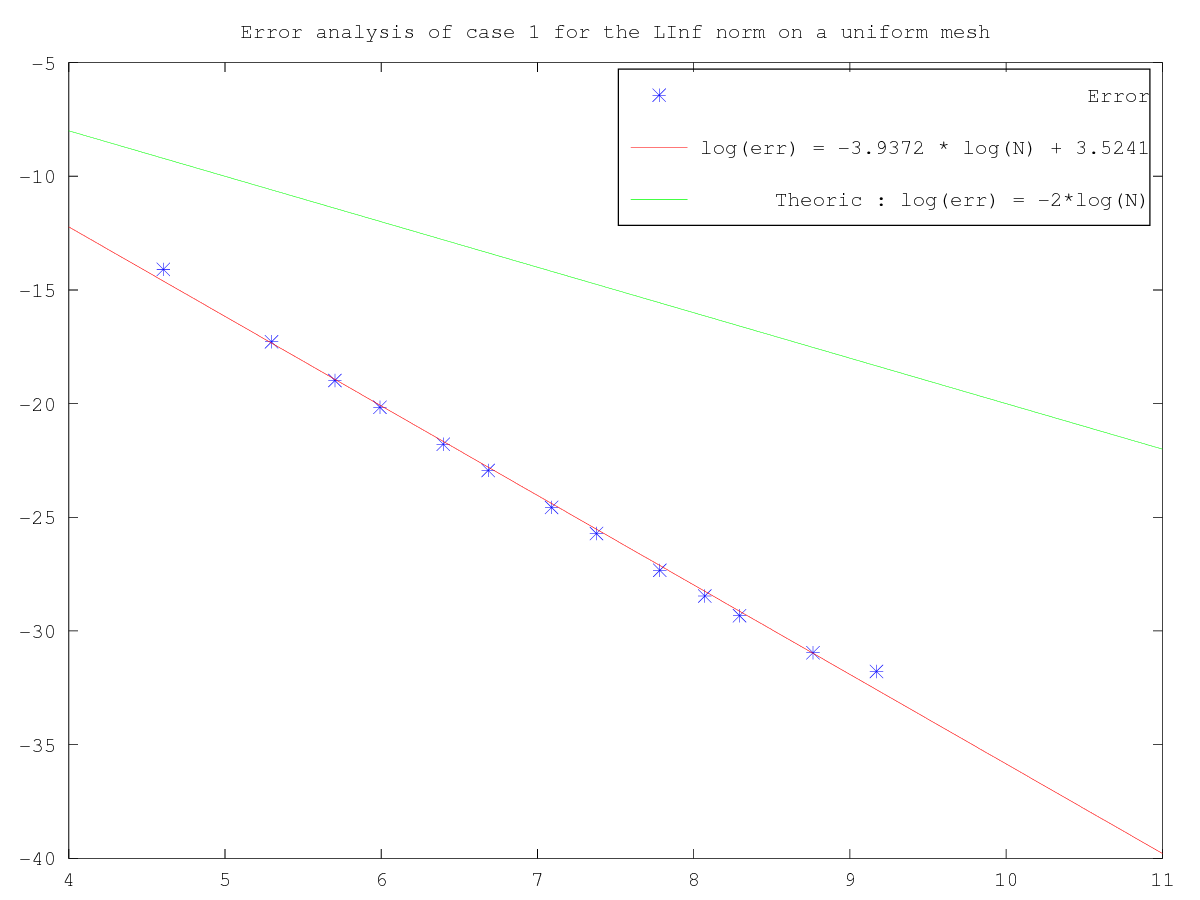 Error analysis of case 1 for the LInf norm on a uniform mesh
Error
log(err) = -3.9372 * log(N) + 3.5241
Theoric : log(err) = -2*log(N)
-5
-10
-15
-20
-25
-30
-35
-40
4 5 6 7 8 9 10 11